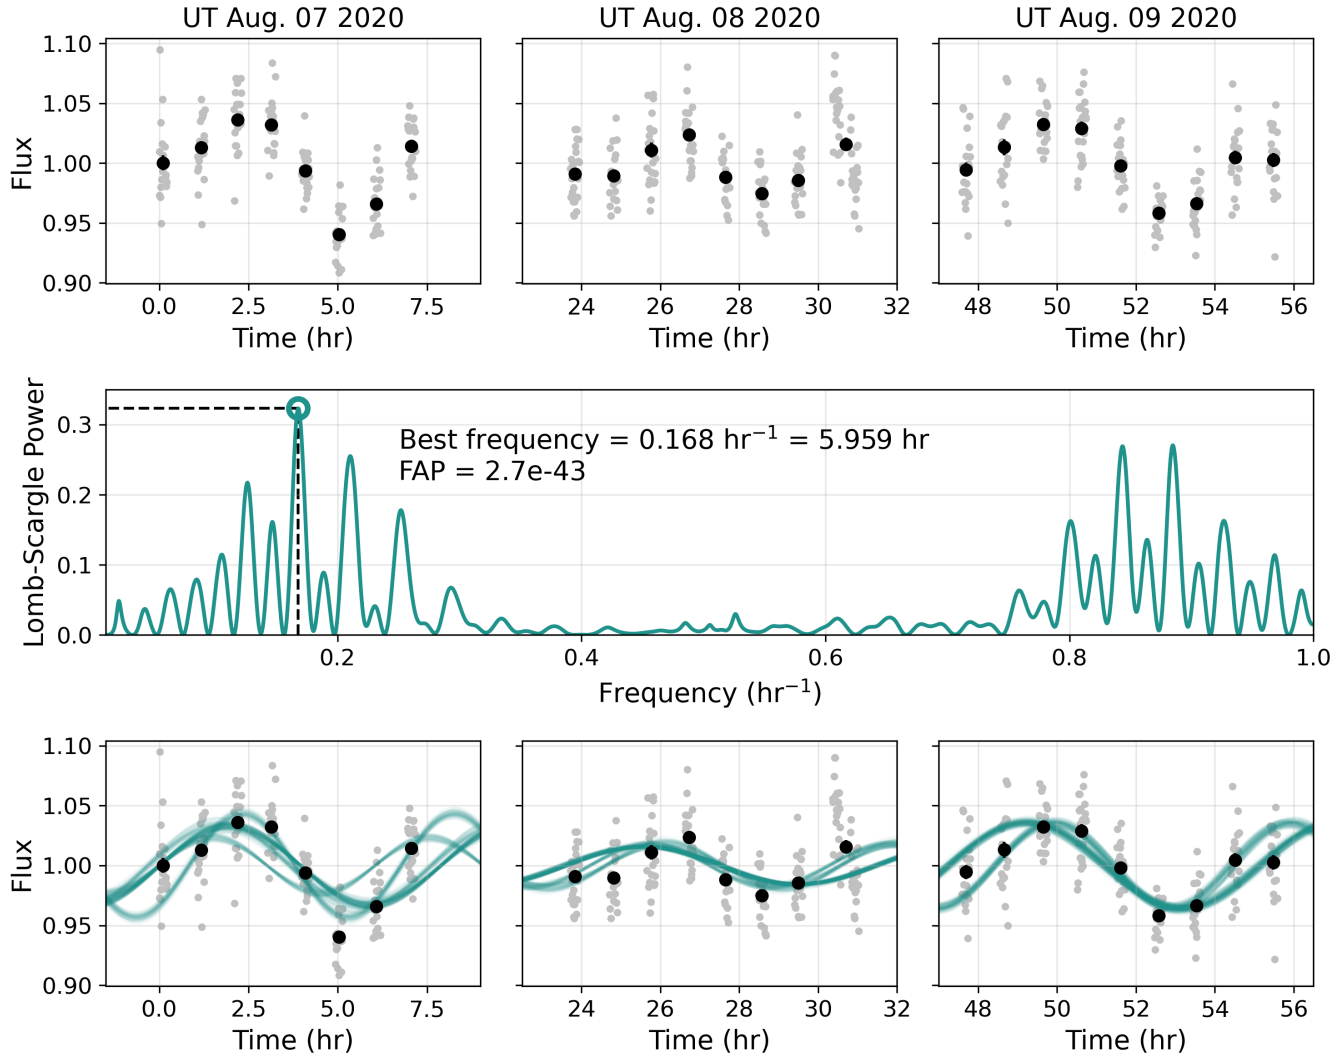 UT Aug. 07 2020
UT Aug. 08 2020
UT Aug. 09 2020
Flux
1.10
1.05
1.00
0.95
0.90
0.0 2.5 5.0 7.5
24 26 28 30 32
48 50 52 54 56
Time (hr)
Time (hr)
Time (hr)
Lomb-Scargle Power
0.3
0.2
0.1
0.0
Best frequency = 0.168 hr⁻¹ = 5.959 hr
FAP = 2.7e-43
0.2 0.4 0.6 0.8 1.0
Frequency (hr⁻¹)
Flux
1.10
1.05
1.00
0.95
0.90
0.0 2.5 5.0 7.5
24 26 28 30 32
48 50 52 54 56
Time (hr)
Time (hr)
Time (hr)